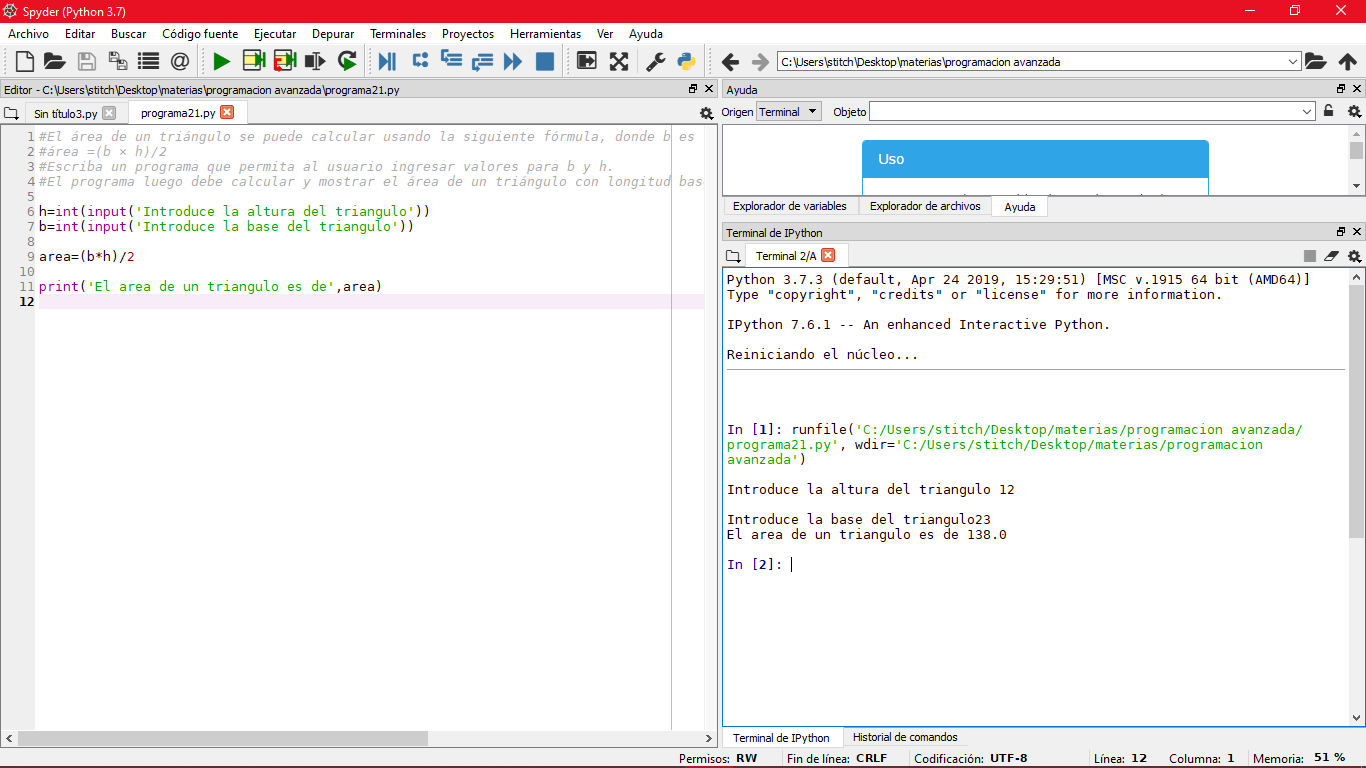 Spyder (Python 3.7)
Archivo Editar Buscar Código fuente Ejecutar Depurar Terminales Proyectos Herramientas Ver Ayuda
C:\Users\stitch\Desktop\materias\programacion avanzada
Editor - C:\Users\stitch\Desktop\materias\programacion avanzada\programa21.py
Sin título3.py programa21.py
1 #El área de un triángulo se puede calcular usando la siguiente fórmula, donde b es
2 #área =(b × h)/2
3 #Escriba un programa que permita al usuario ingresar valores para b y h.
4 #El programa luego debe calcular y mostrar el área de un triángulo con longitud bas
5
6 h=int(input('Introduce la altura del triangulo'))
7 b=int(input('Introduce la base del triangulo'))
8
9 area=(b*h)/2
10
11 print('El area de un triangulo es de',area)
12
Ayuda
Origen Terminal Objeto
Uso
Explorador de variables Explorador de archivos Ayuda
Terminal de IPython
Terminal 2/A
Python 3.7.3 (default, Apr 24 2019, 15:29:51) [MSC v.1915 64 bit (AMD64)]
Type "copyright", "credits" or "license" for more information.
IPython 7.6.1 -- An enhanced Interactive Python.
Reiniciando el núcleo...
In [1]: runfile('C:/Users/stitch/Desktop/materias/programacion avanzada/
programa21.py', wdir='C:/Users/stitch/Desktop/materias/programacion
avanzada')
Introduce la altura del triangulo 12
Introduce la base del triangulo23
El area de un triangulo es de 138.0
In [2]:
Terminal de IPython Historial de comandos
Permisos: RW Fin de línea: CRLF Codificación: UTF-8 Línea: 12 Columna: 1 Memoria: 51 %